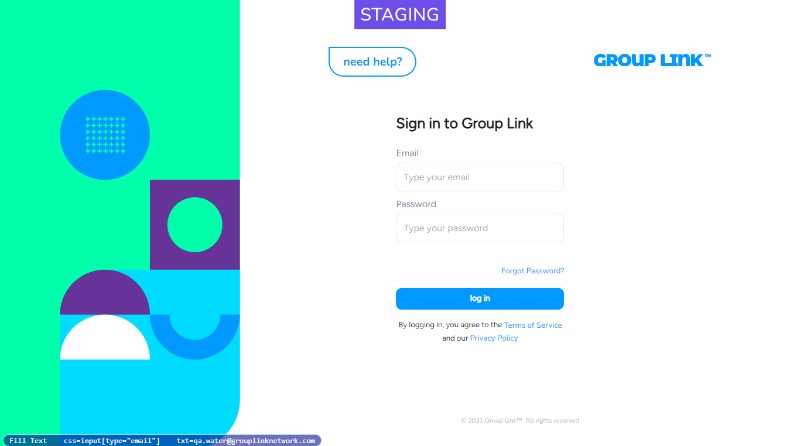 STAGING
need help?
GROUP LINK™
Sign in to Group Link
Email
Type your email
Password
Type your password
Forgot Password?
log in
By logging in, you agree to the Terms of Service
and our Privacy Policy
© 2021 Group Link™. All rights reserved
Fill Text css=input[type="email"] txt=qa.water@grouplinknetwork.com